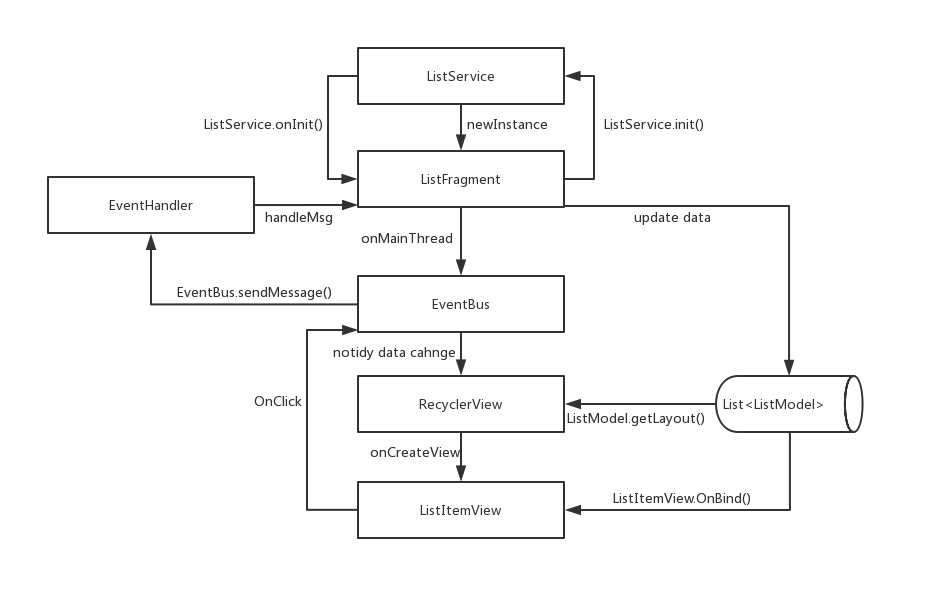 ListService
ListService.onInit()
newInstance
ListService.init()
ListFragment
EventHandler
handleMsg
update data
onMainThread
EventBus.sendMessage()
EventBus
notidy data cahnge
OnClick
RecyclerView
List<ListModel>
ListModel.getLayout()
onCreateView
ListItemView.OnBind()
ListItemView